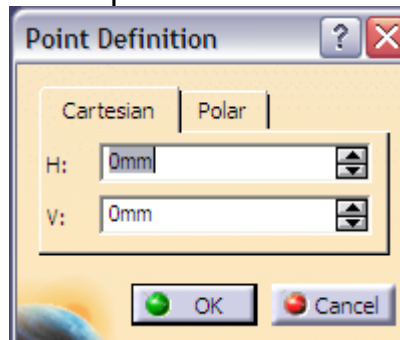 Point Definition
Cartesian Polar
H: 0mm
V: 0mm
OK Cancel